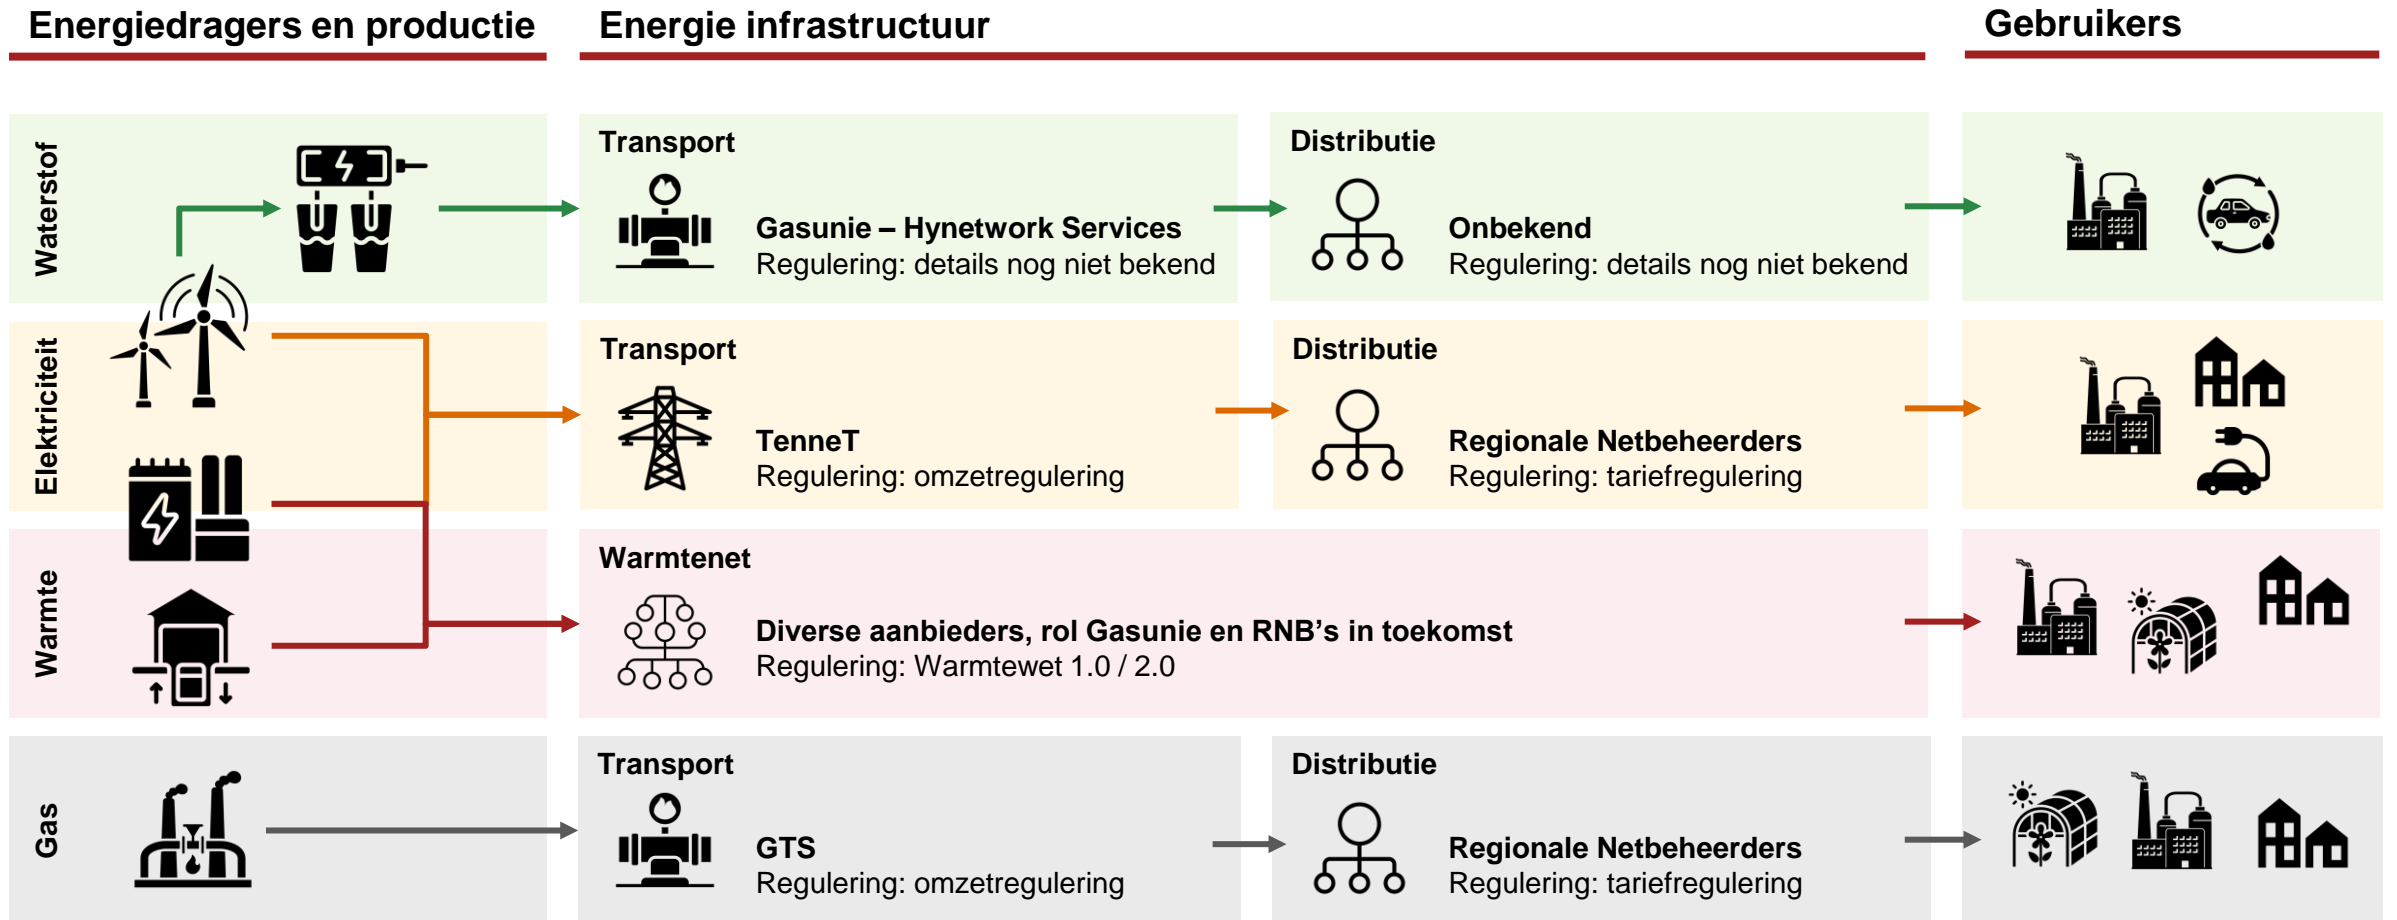 Energiedragers en productie
Energie infrastructuur
Gebruikers
Waterstof
Transport
Gasunie – Hynetwork Services
Regulering: details nog niet bekend
Distributie
Onbekend
Regulering: details nog niet bekend
Elektriciteit
Transport
TenneT
Regulering: omzetregulering
Distributie
Regionale Netbeheerders
Regulering: tariefregulering
Warmte
Warmtenet
Diverse aanbieders, rol Gasunie en RNB’s in toekomst
Regulering: Warmtewet 1.0 / 2.0
Gas
Transport
GTS
Regulering: omzetregulering
Distributie
Regionale Netbeheerders
Regulering: tariefregulering